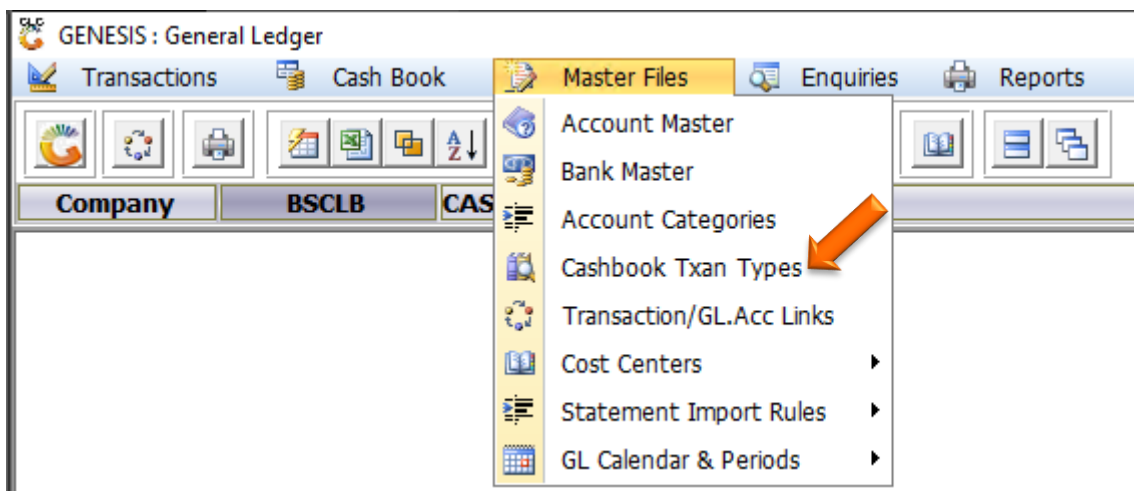 GENESIS : General Ledger
Transactions Cash Book Master Files Enquiries Reports
Company BSCLB CAS
Account Master
Bank Master
Account Categories
Cashbook Txan Types
Transaction/GL.Acc Links
Cost Centers
Statement Import Rules
GL Calendar & Periods